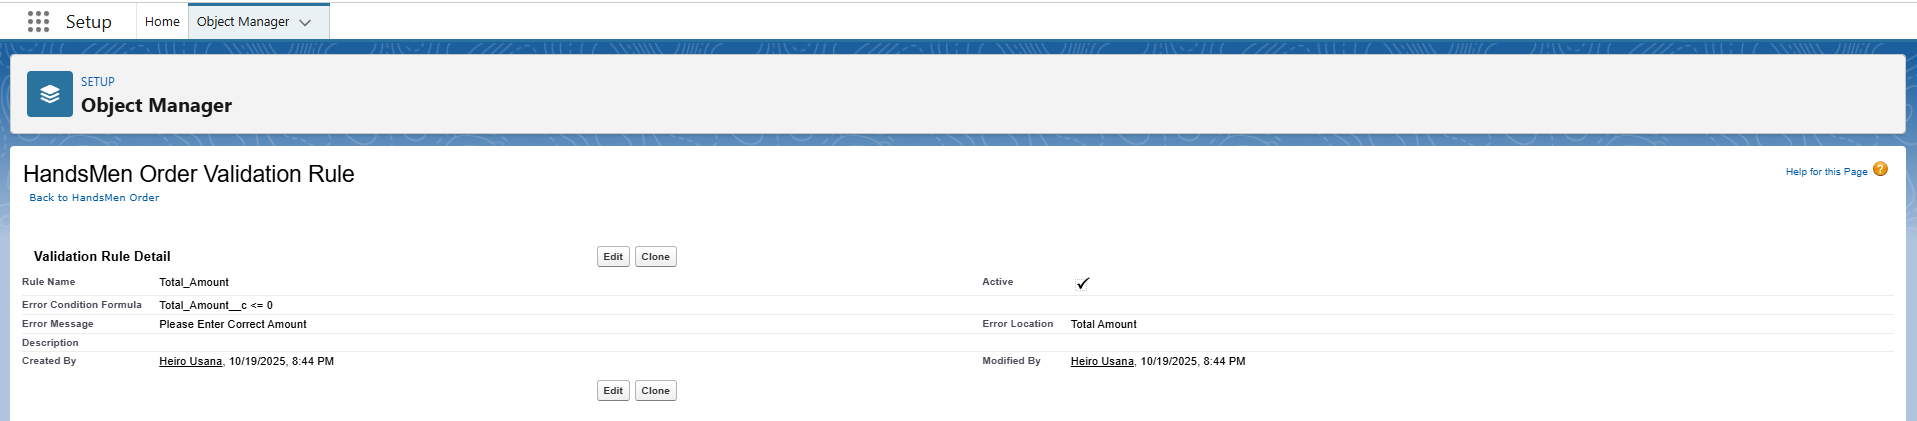 Setup Home Object Manager
SETUP
Object Manager
HandsMen Order Validation Rule
Help for this Page ?
Back to HandsMen Order
Validation Rule Detail Edit Clone
Rule Name Total_Amount Active
Error Condition Formula Total_Amount__c <= 0
Error Message Please Enter Correct Amount Error Location Total Amount
Description
Created By Heiro Usana, 10/19/2025, 8:44 PM Modified By Heiro Usana, 10/19/2025, 8:44 PM
Edit Clone